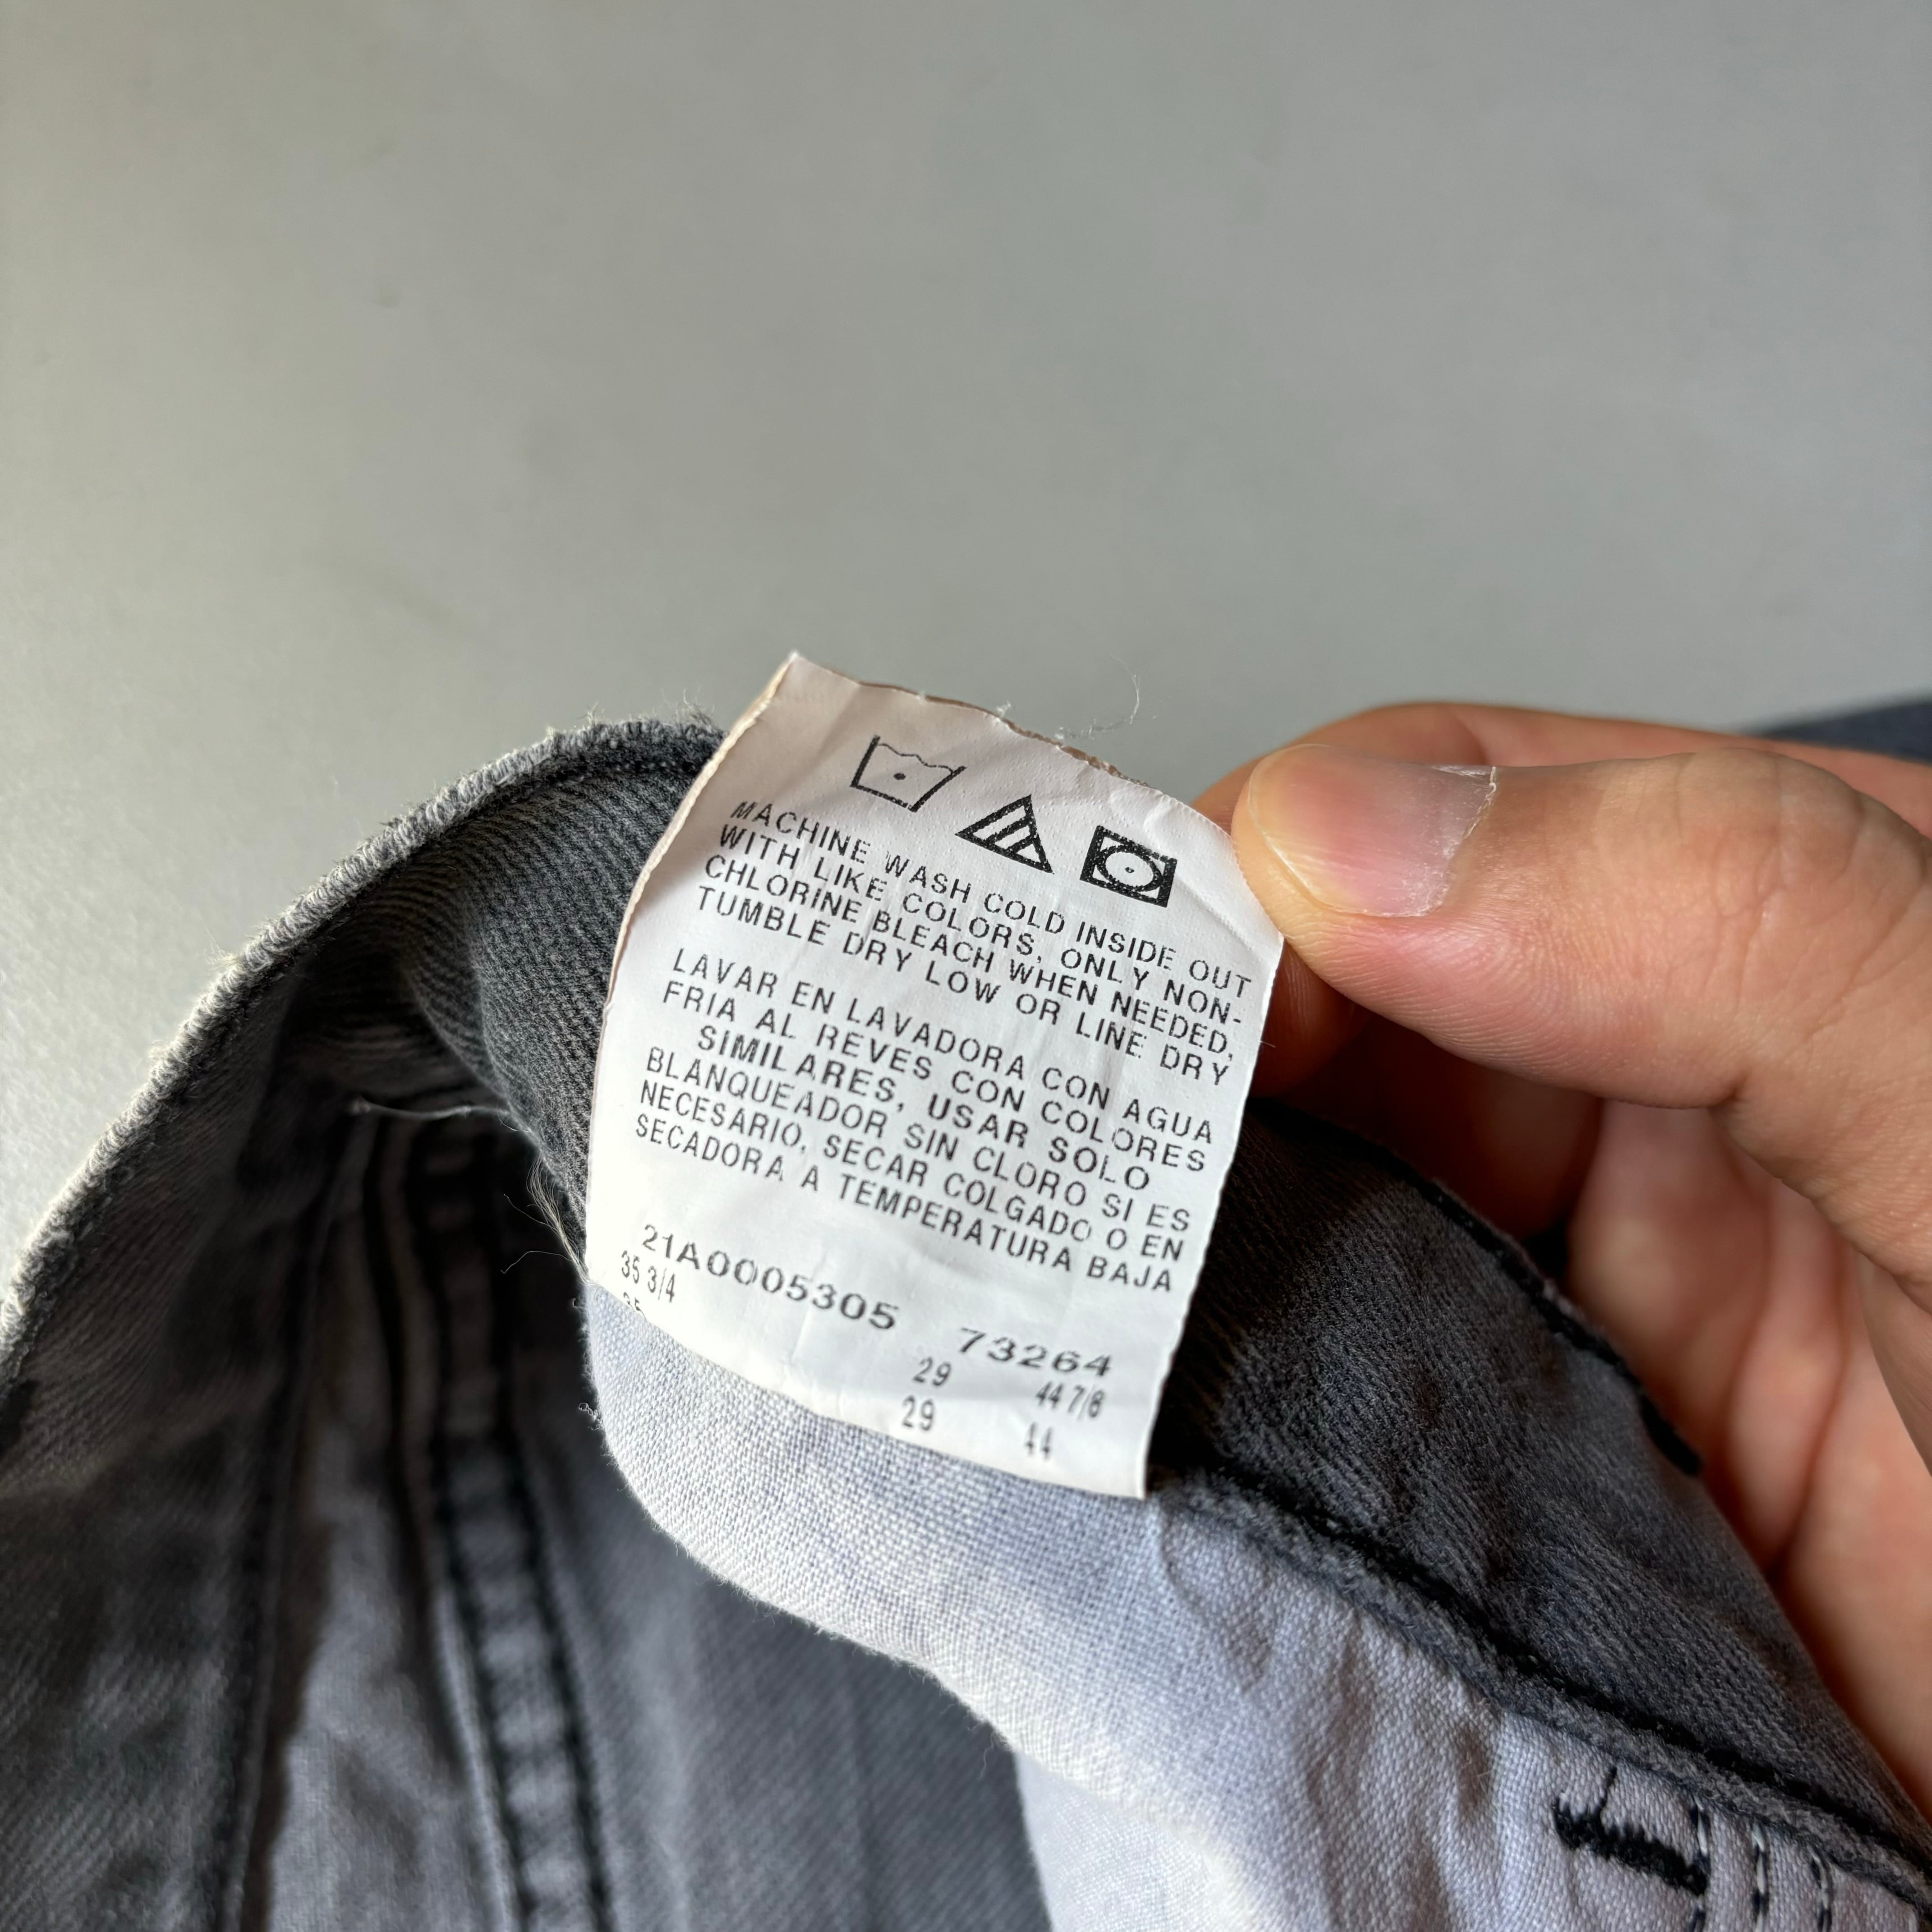 MACHINE WASH COLD INSIDE OUT
WITH LIKE COLORS, ONLY NON-
CHLORINE BLEACH WHEN NEEDED,
TUMBLE DRY LOW OR LINE DRY
LAVAR EN LAVADORA CON AGUA
FRIA AL REVES CON COLORES
SIMILARES, USAR SOLO
BLANQUEADOR SIN CLORO SI ES
NECESARIO, SECAR COLGADO O EN
SECADORA A TEMPERATURA BAJA
21A0005305 73264
35 3/4 29 44 7/8
29 44